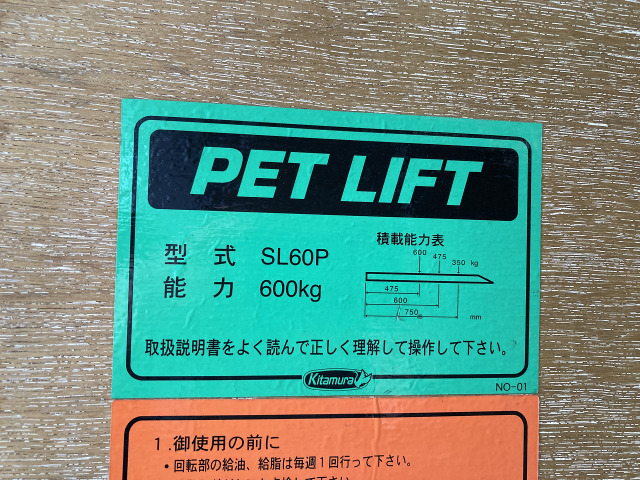 PET LIFT
型 式 SL60P
能 力 600kg
積載能力表
600 475 350 kg
475
600
750 mm
取扱説明書をよく読んで正しく理解して操作して下さい。
Kitamura
NO-01
1.御使用の前に
・回転部の給油、給脂は毎週1回行って下さい。